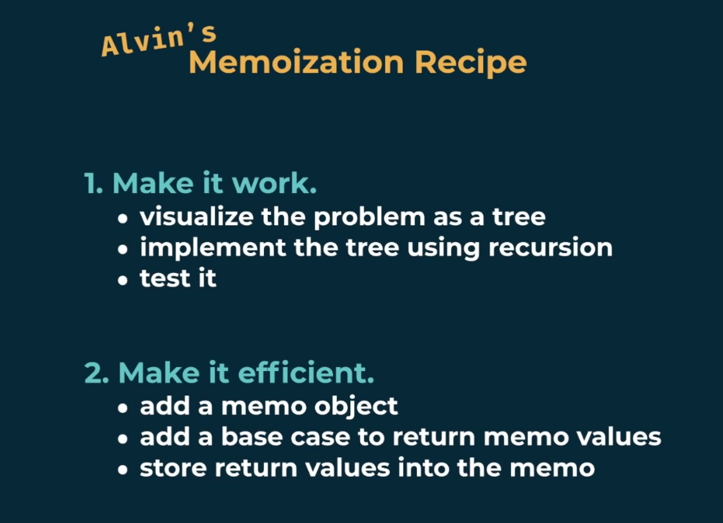 Alvin's
Memoization Recipe
1. Make it work.
• visualize the problem as a tree
• implement the tree using recursion
• test it
2. Make it efficient.
• add a memo object
• add a base case to return memo values
• store return values into the memo